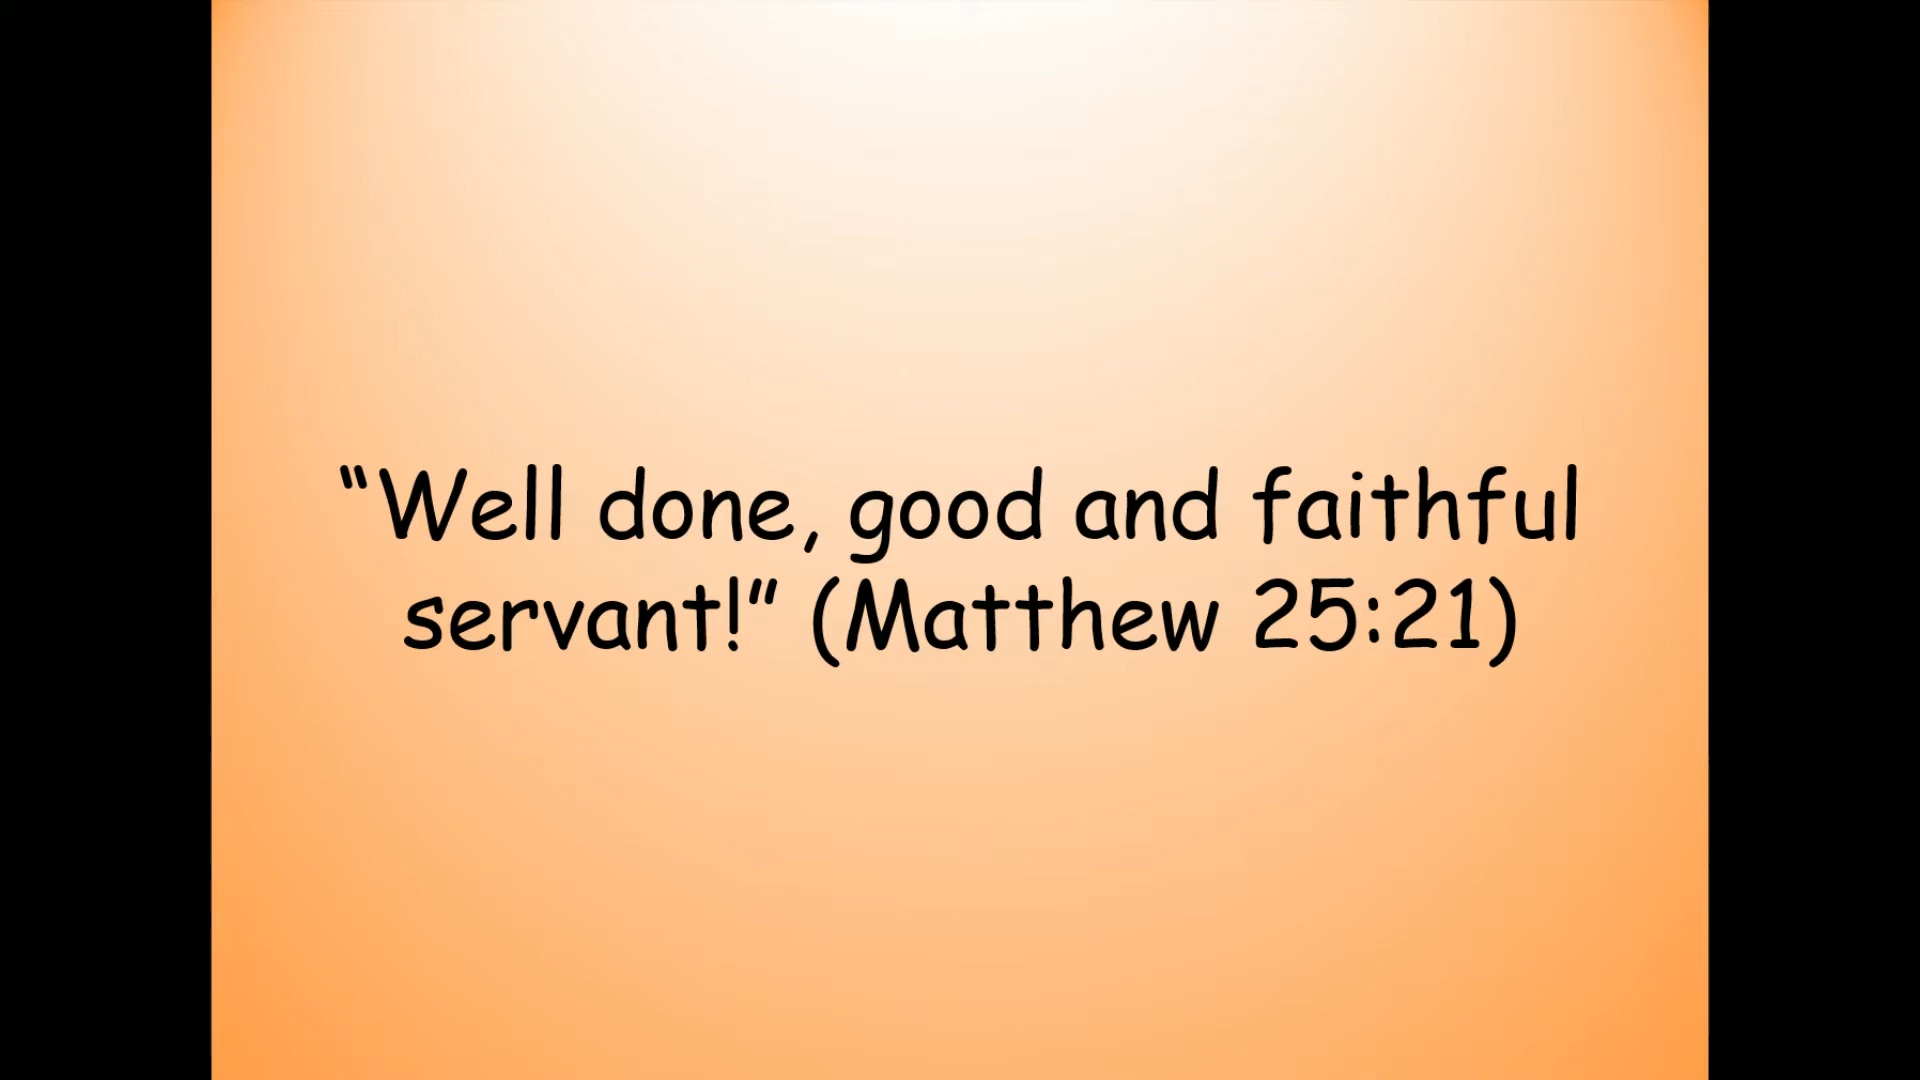 “Well done, good and faithful
servant!” (Matthew 25:21)